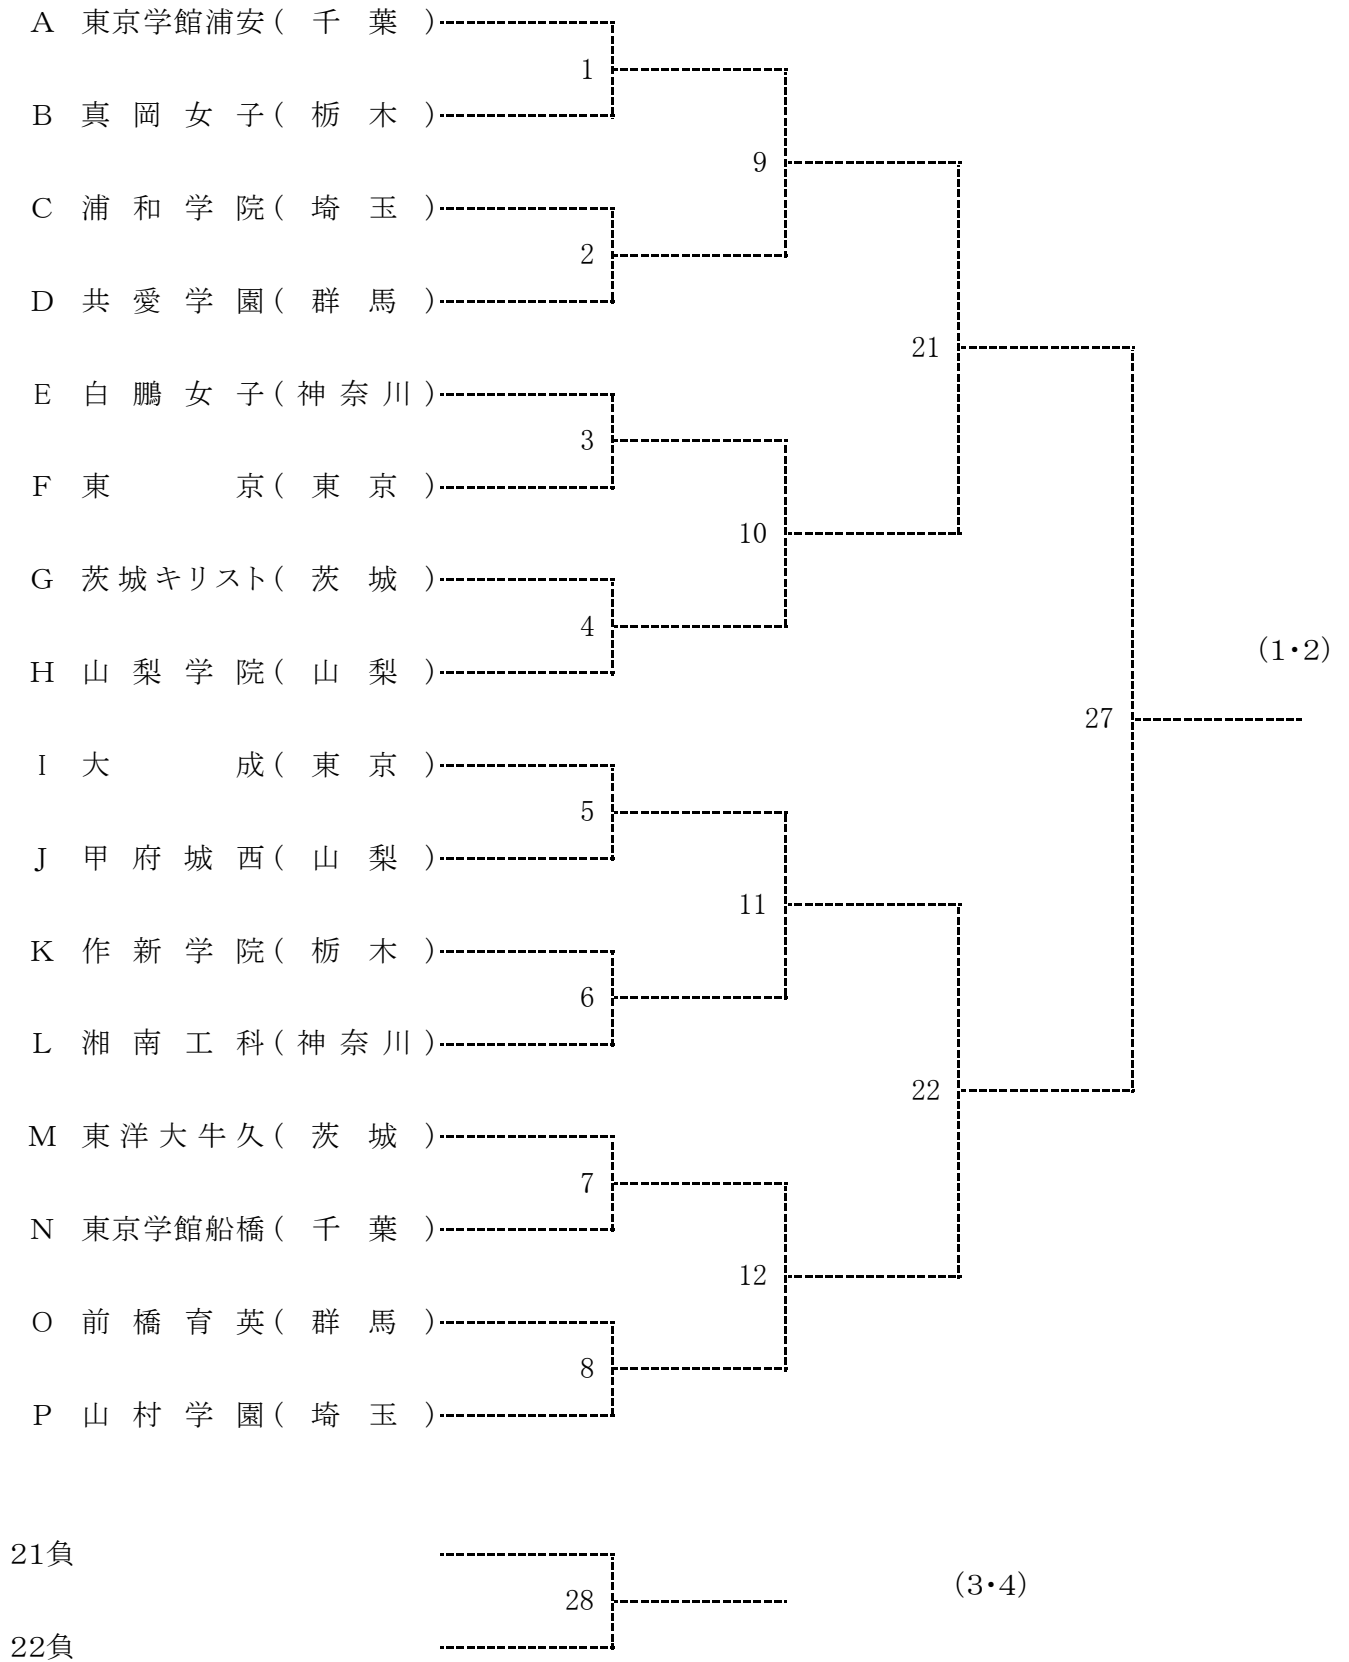 A 東京学館浦安( 千 葉 )
1
B 真 岡 女 子( 栃 木 )
9
C 浦 和 学 院( 埼 玉 )
2
D 共 愛 学 園( 群 馬 )
21
E 白 鵬 女 子( 神 奈 川 )
3
F 東 京( 東 京 )
10
G 茨 城 キリスト( 茨 城 )
4
(1・2)
H 山 梨 学 院( 山 梨 )
27
I 大 成( 東 京 )
5
J 甲 府 城 西( 山 梨 )
11
K 作 新 学 院( 栃 木 )
6
L 湘 南 工 科( 神 奈 川 )
22
M 東 洋 大 牛 久( 茨 城 )
7
N 東京学館船橋( 千 葉 )
12
O 前 橋 育 英( 群 馬 )
8
P 山 村 学 園( 埼 玉 )
21負
(3・4)
28
22負